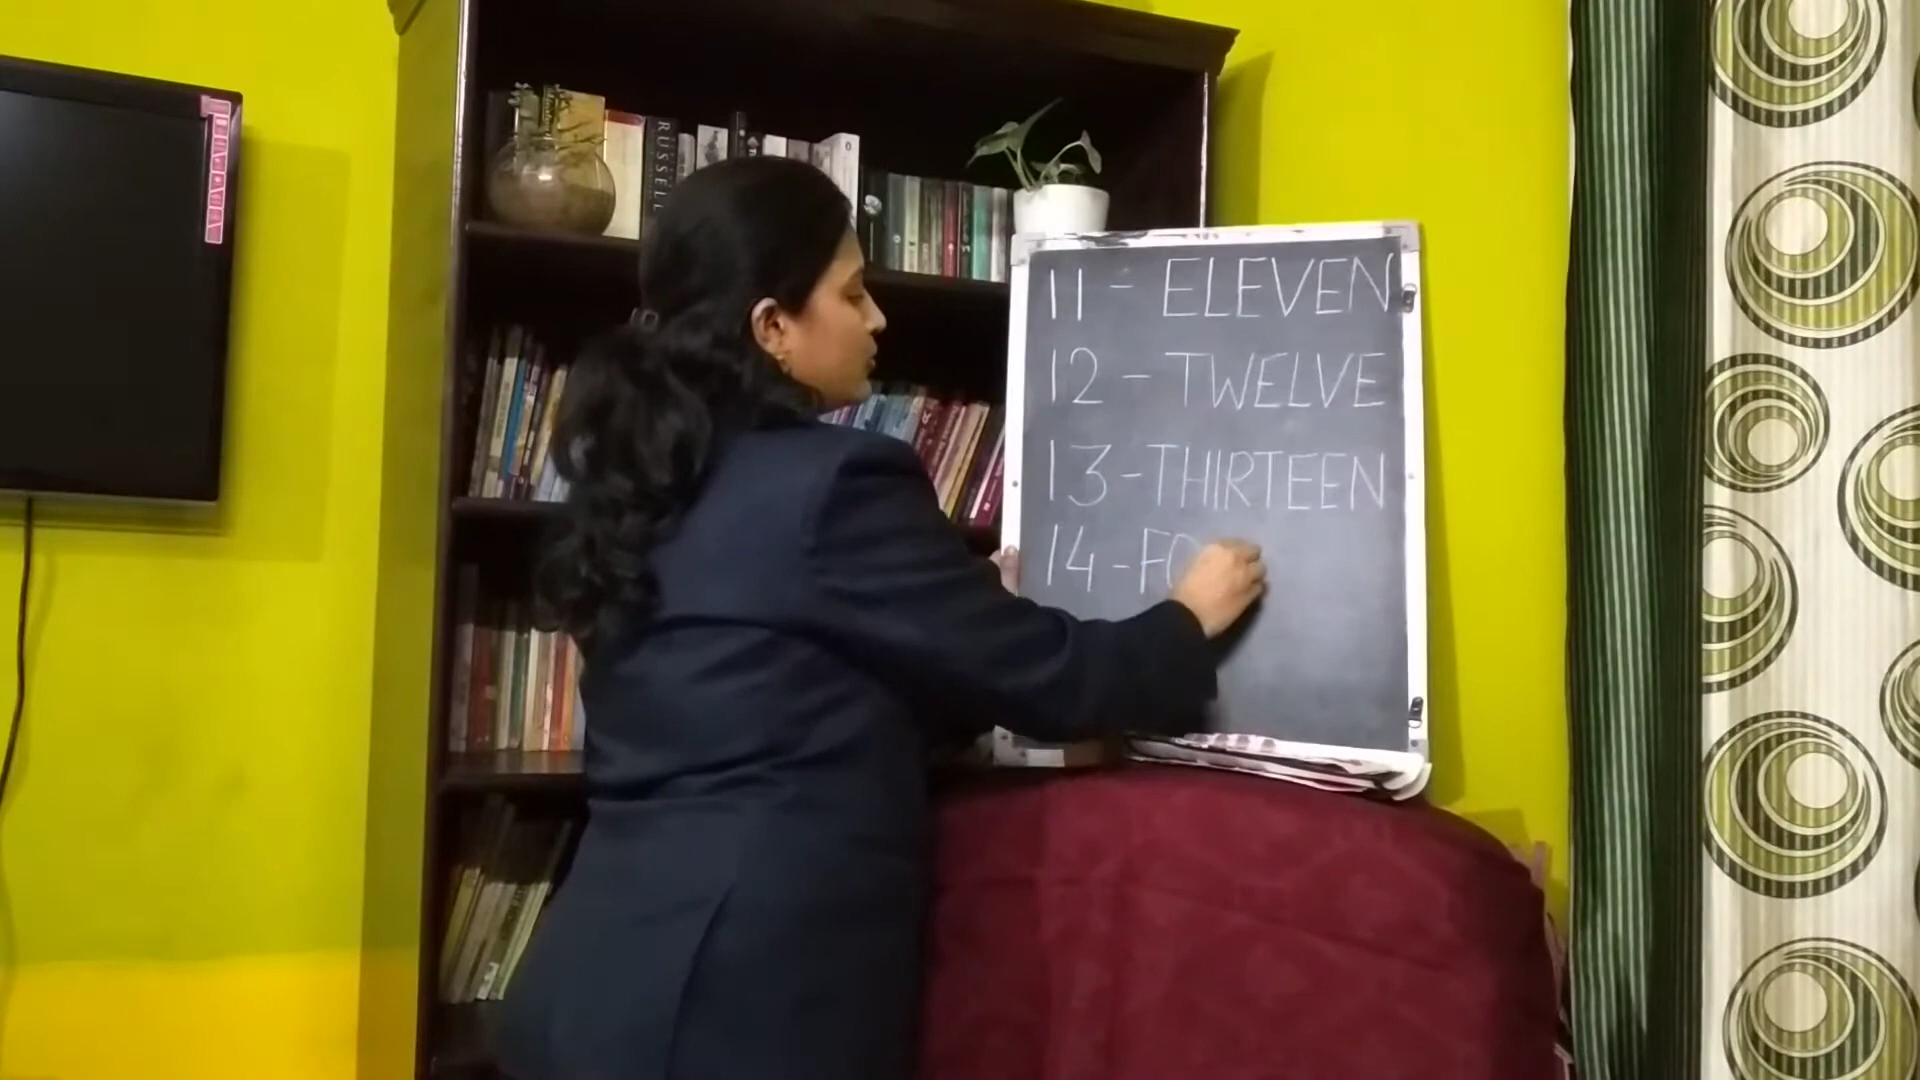 RUSSELL
11 - ELEVEN
12 - TWELVE
13 - THIRTEEN
14 - FO